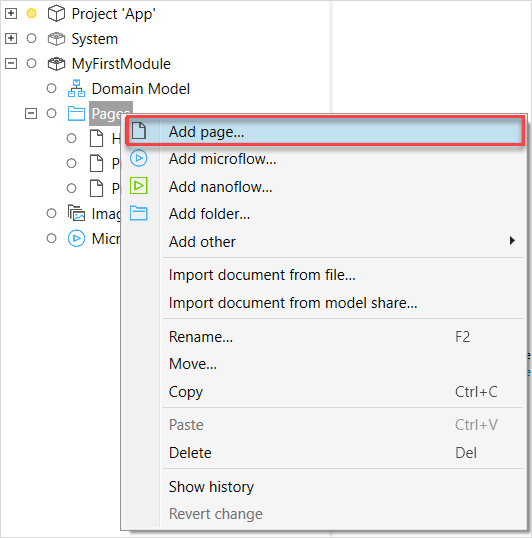 Project 'App'
System
MyFirstModule
Domain Model
Pages
Add page...
Add microflow...
Add nanoflow...
Add folder...
Add other
Import document from file...
Import document from model share...
Rename... F2
Move...
Copy Ctrl+C
Paste Ctrl+V
Delete Del
Show history
Revert change